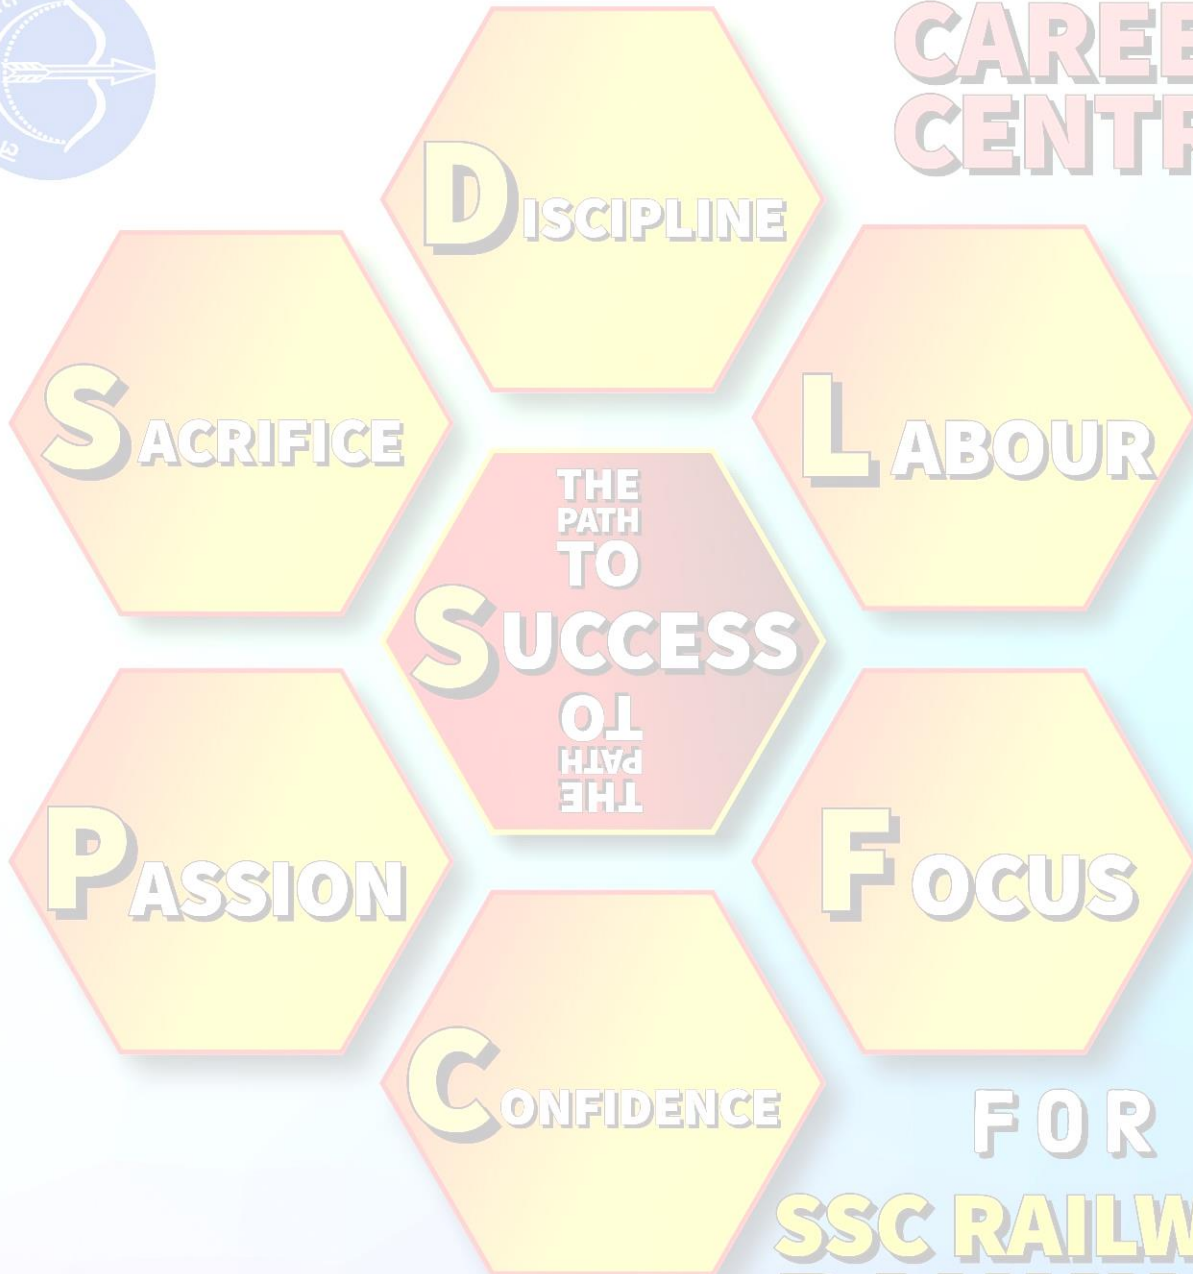 CAREE
CENTR
DISCIPLINE
SACRIFICE
LABOUR
THE
PATH
TO
SUCCESS
TO
PATH
THE
PASSION
FOCUS
CONFIDENCE
FOR
SSC RAILW